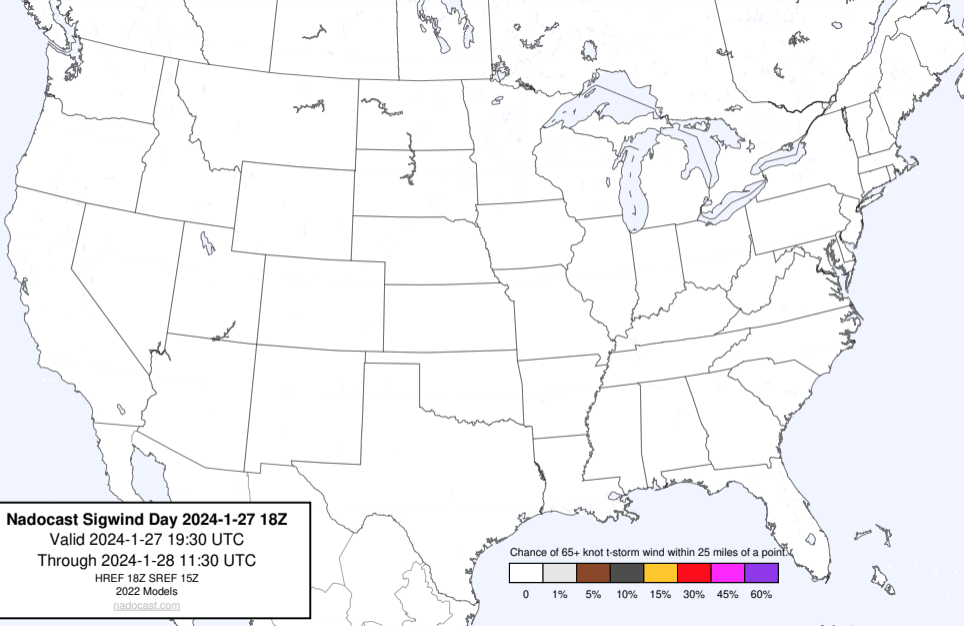 Nadocast Sigwind Day 2024-1-27 18Z
Valid 2024-1-27 19:30 UTC
Through 2024-1-28 11:30 UTC
HREF 18Z SREF 15Z
2022 Models
nadocast.com
Chance of 65+ knot t-storm wind within 25 miles of a point.
0 1% 5% 10% 15% 30% 45% 60%